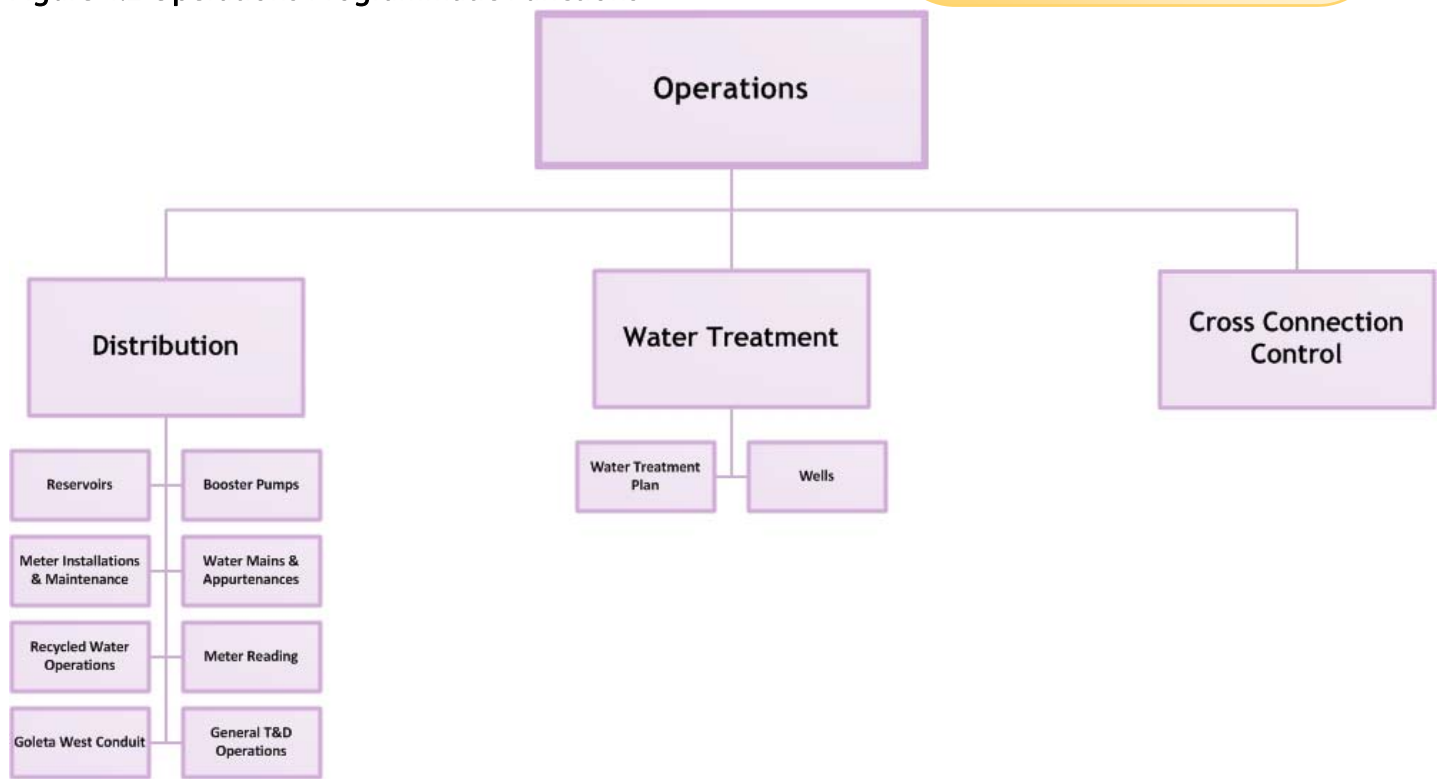 Operations
Distribution
Water Treatment
Cross Connection
Control
Reservoirs
Booster Pumps
Meter Installations
& Maintenance
Water Mains &
Appurtenances
Recycled Water
Operations
Meter Reading
Goleta West Conduit
General T&D
Operations
Water Treatment
Plan
Wells